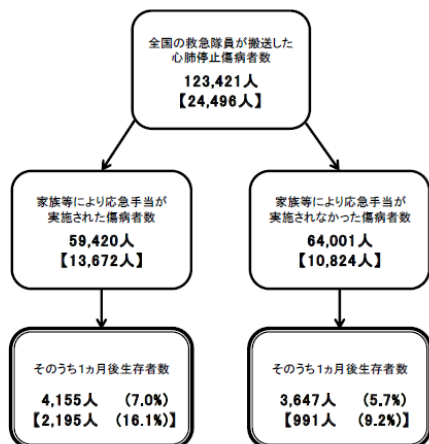 全国の救急隊員が搬送した
心肺停止傷病者数
123,421人
【24,496人】
家族等により応急手当が
実施された傷病者数
59,420人
【13,672人】
家族等により応急手当が
実施されなかった傷病者数
64,001人
【10,824人】
そのうち1ヵ月後生存者数
4,155人 (7.0%)
【2,195人 (16.1%)】
そのうち1ヵ月後生存者数
3,647人 (5.7%)
【991人 (9.2%)】